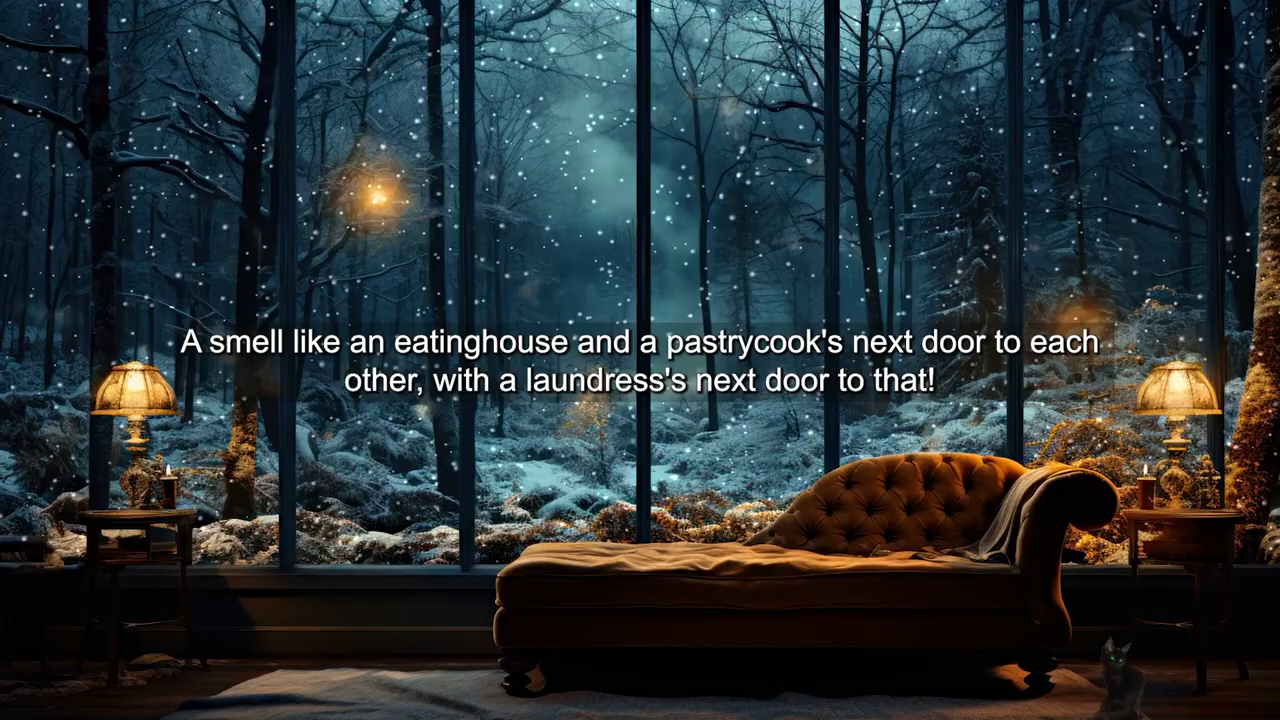 A smell like an eatinghouse and a pastrycook's next door to each
other, with a laundress's next door to that!